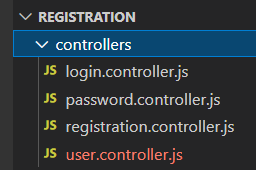 REGISTRATION
controllers
JS login.controller.js
JS password.controller.js
JS registration.controller.js
JS user.controller.js